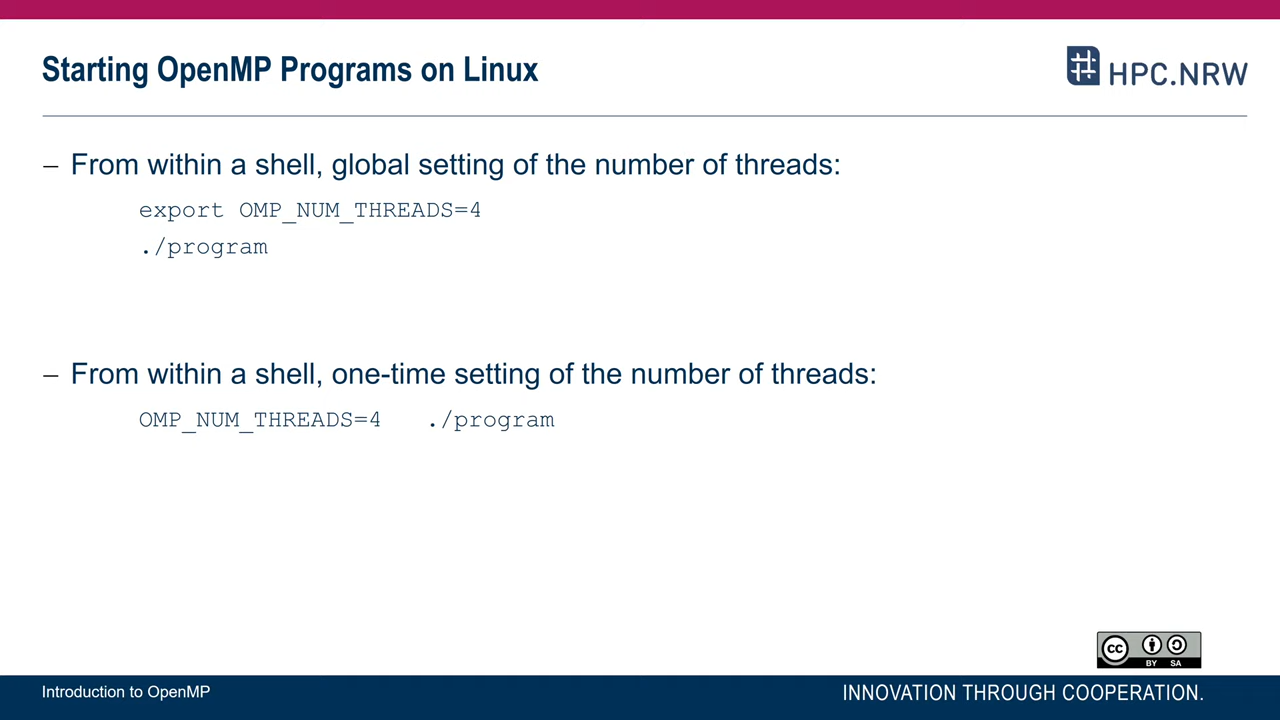 Starting OpenMP Programs on Linux
HPC.NRW
– From within a shell, global setting of the number of threads:
export OMP_NUM_THREADS=4
./program
– From within a shell, one-time setting of the number of threads:
OMP_NUM_THREADS=4 ./program
cc BY SA
Introduction to OpenMP
INNOVATION THROUGH COOPERATION.